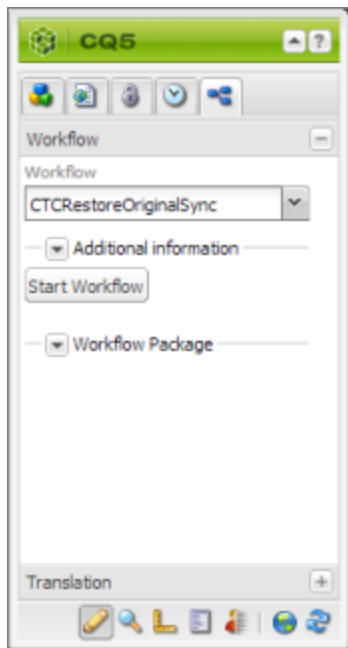 CQ5
?
Workflow
Workflow
CTCRestoreOriginalSync
Additional information
Start Workflow
Workflow Package
Translation